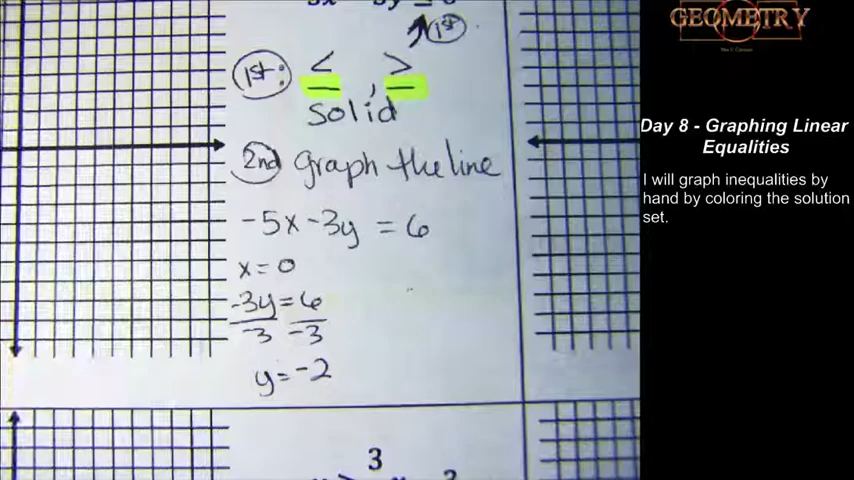 1st
1st: < , >
solid
2nd graph the line
-5x -3y = 6
x = 0
-3y = 6
-3 -3
y = -2
3
GEOMETRY
Day 8 - Graphing Linear
Equalities
I will graph inequalities by
hand by coloring the solution
set.